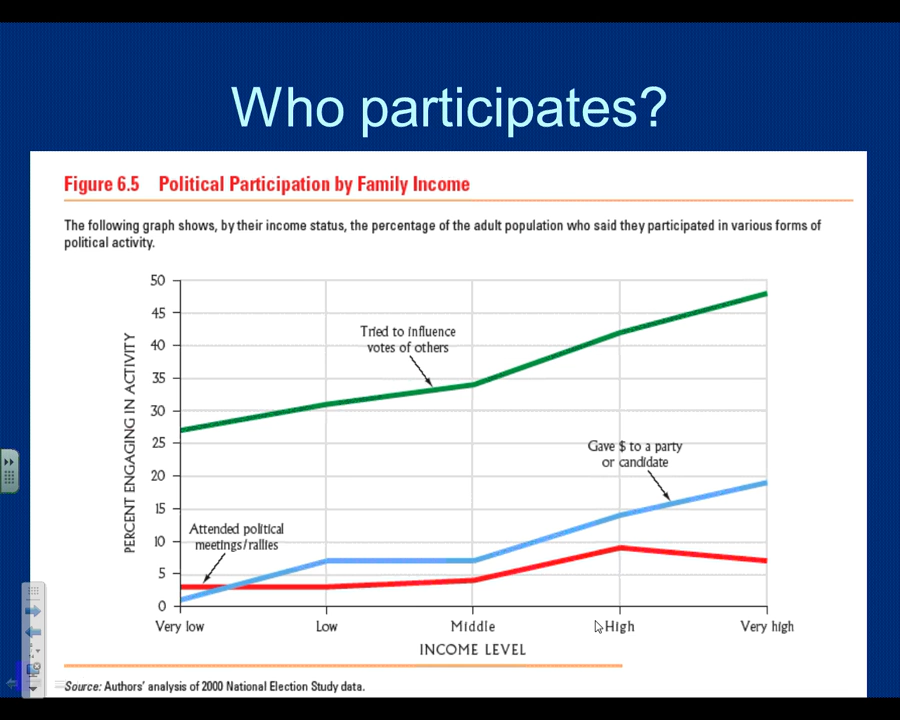 Who participates?
Figure 6.5 Political Participation by Family Income
The following graph shows, by their income status, the percentage of the adult population who said they participated in various forms of
political activity.
50
45
40
35
30
25
20
15
10
5
0
PERCENT ENGAGING IN ACTIVITY
Tried to influence
votes of others
Gave $ to a party
or candidate
Attended political
meetings/rallies
Very low Low Middle High Very high
INCOME LEVEL
Source: Authors' analysis of 2000 National Election Study data.